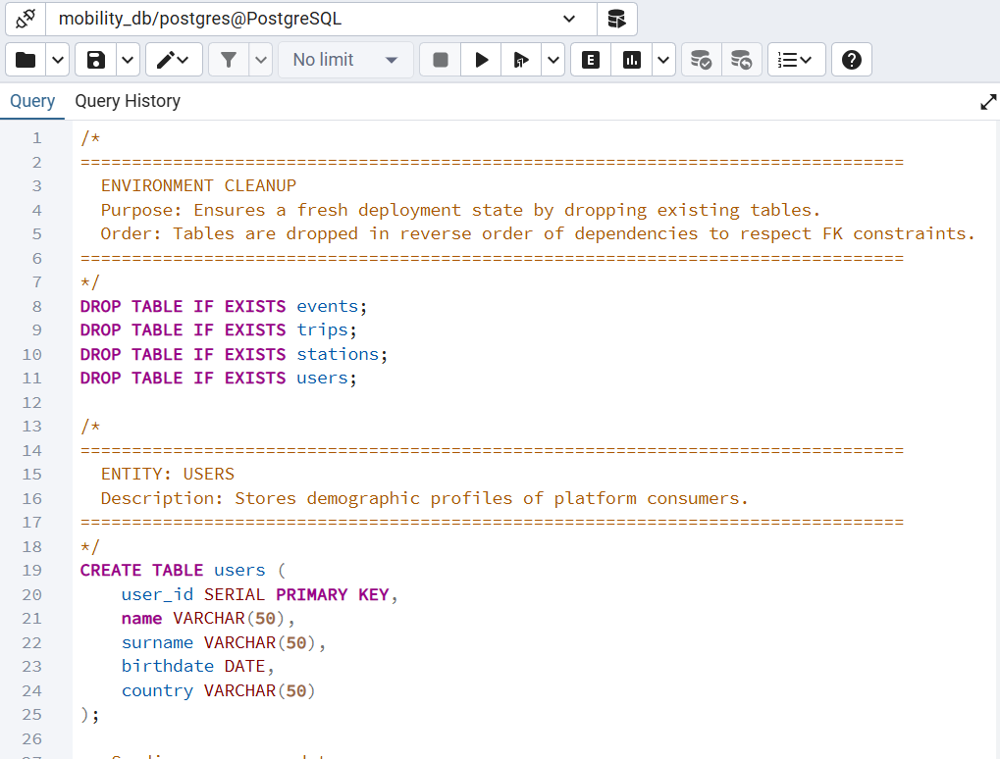 mobility_db/postgres@PostgreSQL
No limit
E
Query Query History
1 /*
2 ================================================================================
3 ENVIRONMENT CLEANUP
4 Purpose: Ensures a fresh deployment state by dropping existing tables.
5 Order: Tables are dropped in reverse order of dependencies to respect FK constraints.
6 ================================================================================
7 */
8 DROP TABLE IF EXISTS events;
9 DROP TABLE IF EXISTS trips;
10 DROP TABLE IF EXISTS stations;
11 DROP TABLE IF EXISTS users;
12
13 /*
14 ================================================================================
15 ENTITY: USERS
16 Description: Stores demographic profiles of platform consumers.
17 ================================================================================
18 */
19 CREATE TABLE users (
20 user_id SERIAL PRIMARY KEY,
21 name VARCHAR(50),
22 surname VARCHAR(50),
23 birthdate DATE,
24 country VARCHAR(50)
25 );
26